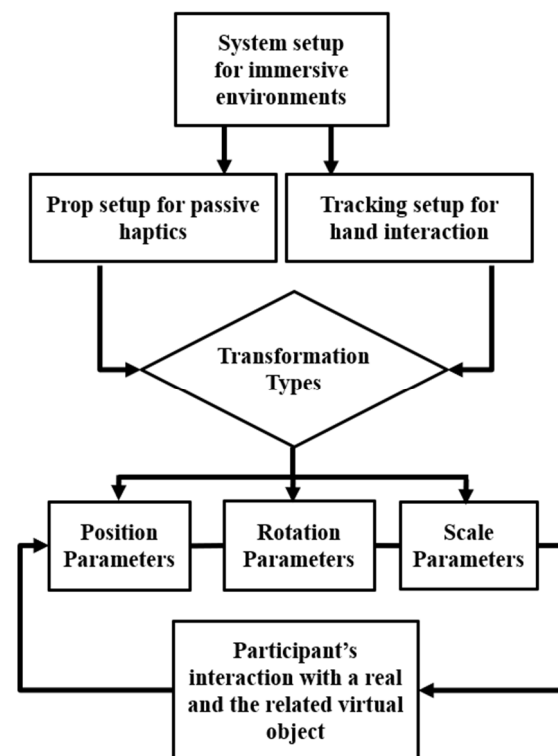 System setup
for immersive
environments
Prop setup for passive
haptics
Tracking setup for
hand interaction
Transformation
Types
Position
Parameters
Rotation
Parameters
Scale
Parameters
Participant's
interaction with a real
and the related virtual
object